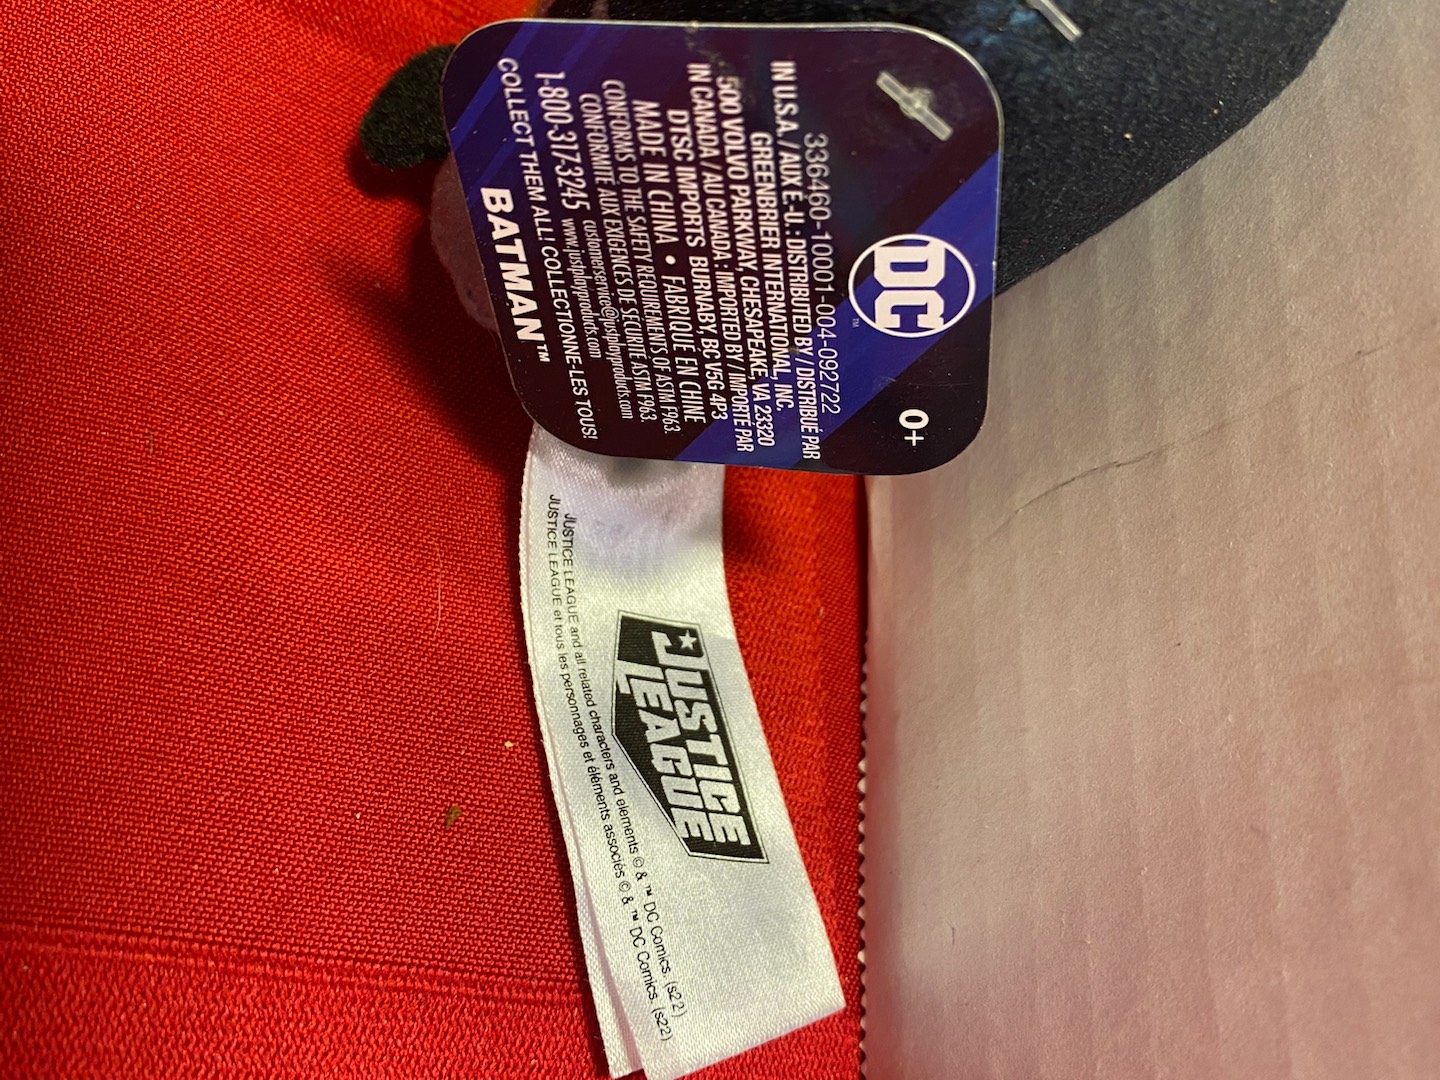 DC
™
0+
336460-10001-004-092722
IN U.S.A. / AUX É.-U. : DISTRIBUTED BY / DISTRIBUÉ PAR
GREENBRIER INTERNATIONAL, INC.
500 VOLVO PARKWAY, CHESAPEAKE, VA 23320
IN CANADA / AU CANADA : IMPORTED BY / IMPORTÉ PAR
DTSC IMPORTS BURNABY, BC V5G 4P3
MADE IN CHINA • FABRIQUE EN CHINE
CONFORMS TO THE SAFETY REQUIREMENTS OF ASTM F963.
CONFORME AUX EXIGENCES DE SÉCURITÉ ASTM F963.
1-800-317-3245 customerservice@justplayproducts.com
www.justplayproducts.com
COLLECT THEM ALL! COLLECTIONNE-LES TOUS!
BATMAN™
JUSTICE
LEAGUE
JUSTICE LEAGUE and all related characters and elements © & ™ DC Comics. (s22)
JUSTICE LEAGUE et tous les personnages et éléments associés © & ™ DC Comics. (s22)